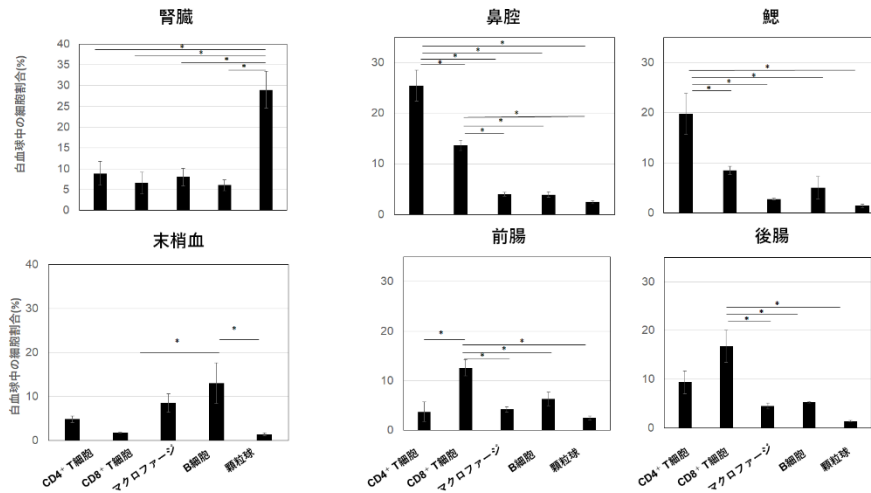 腎臓
鼻腔
鰓
白血球中の細胞割合(%)
40
35
30
25
20
15
10
5
0
* * * *
30
20
10
0
* * * * * * *
30
20
10
0
* * * *
末梢血
前腸
後腸
白血球中の細胞割合(%)
40
30
20
10
0
* *
30
20
10
0
* * * *
30
20
10
0
* * *
CD4⁺ T細胞
CD8⁺ T細胞
マクロファージ
B細胞
顆粒球
CD4⁺ T細胞
CD8⁺ T細胞
マクロファージ
B細胞
顆粒球
CD4⁺ T細胞
CD8⁺ T細胞
マクロファージ
B細胞
顆粒球